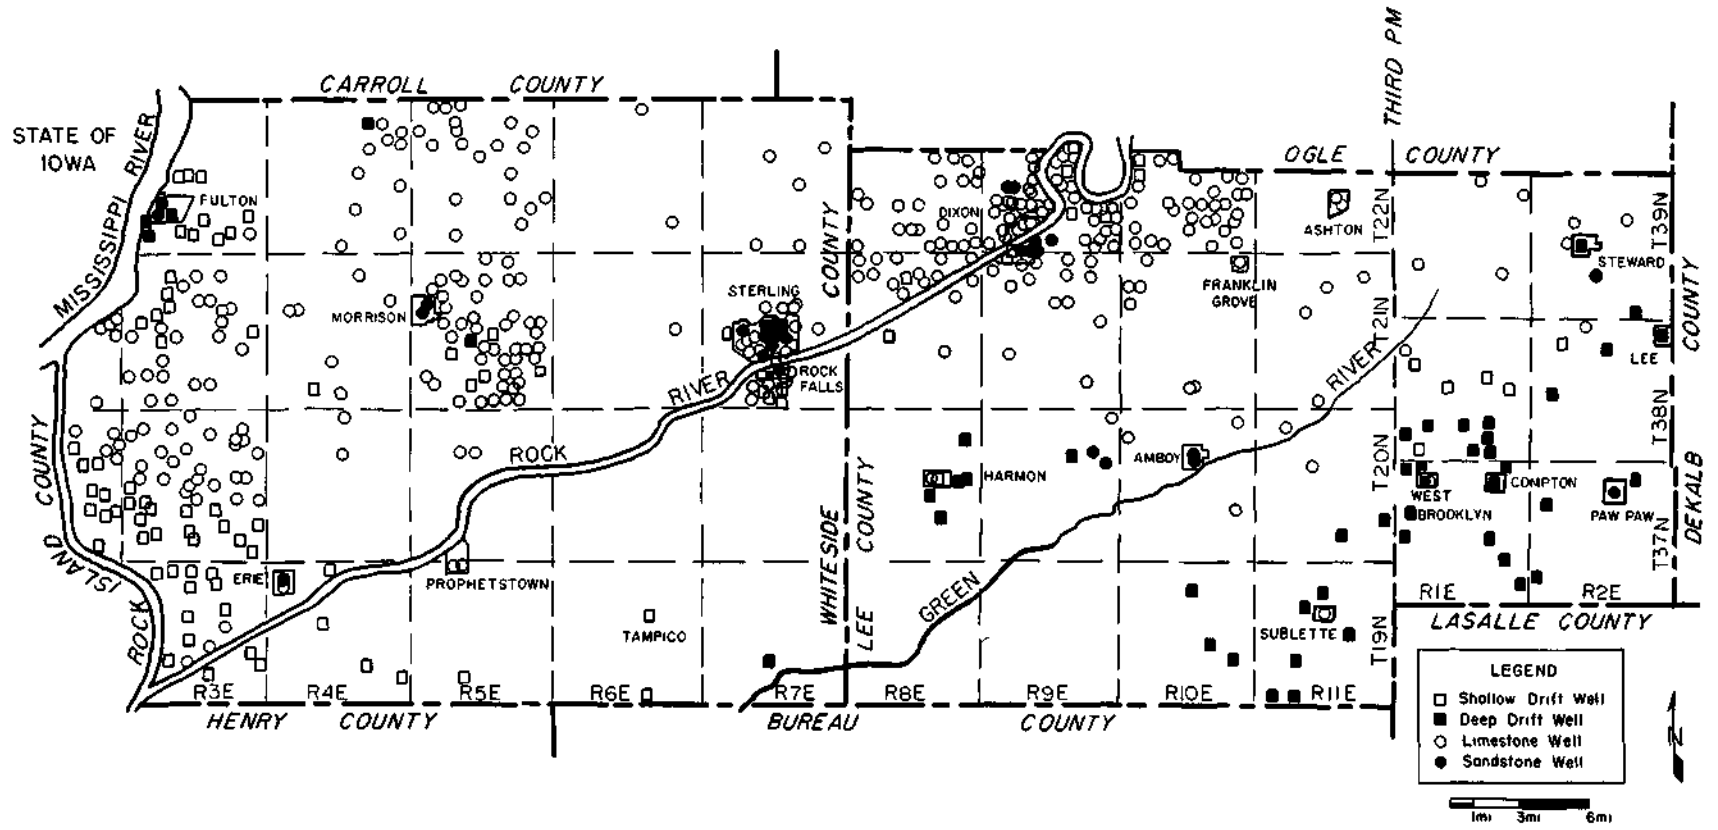 CARROLL COUNTY
THIRD PM
STATE OF
IOWA
MISSISSIPPI RIVER
OGLE COUNTY
FULTON
DIXON
ASHTON
T22N
T39N
STEWARD
MORRISON
STERLING
COUNTY
FRANKLIN
GROVE
T21N
COUNTY
LEE
ROCK
FALLS
RIVER
RIVER
T38N
ROCK
COUNTY
HARMON
AMBOY
T20N
WEST
BROOKLYN
COMPTON
PAW PAW
DEKALB
T37N
ISLAND
ROCK
ERIE
PROPHETSTOWN
WHITESIDE
LEE COUNTY
GREEN
R1E
R2E
LASALLE COUNTY
TAMPICO
SUBLETTE
T19N
R3E
R4E
R5E
R6E
R7E
R8E
R9E
R10E
R11E
HENRY COUNTY
BUREAU COUNTY
LEGEND
Shallow Drift Well
Deep Drift Well
Limestone Well
Sandstone Well
N
1mi 3mi 6mi